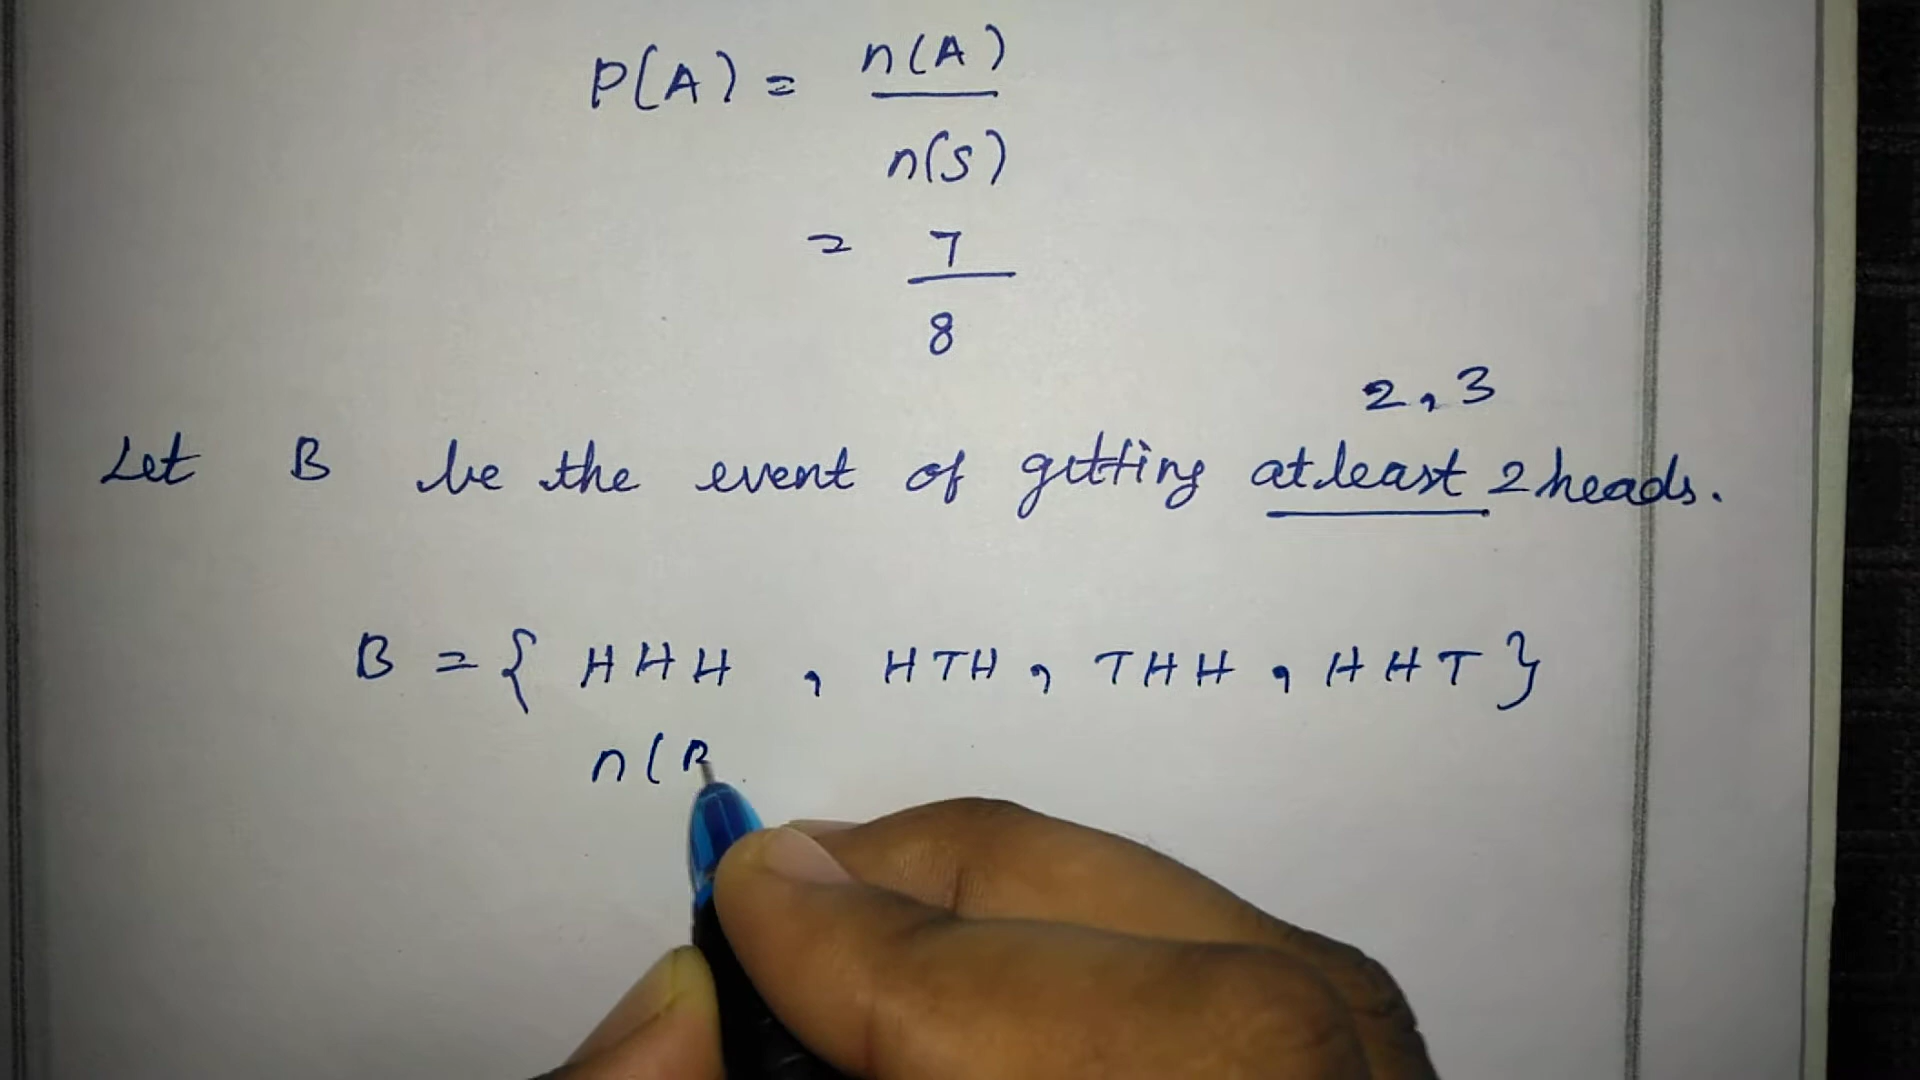 P(A) = n(A)
n(S)
= 7
8
2, 3
Let B be the event of getting atleast 2 heads.
B = { HHH , HTH , THH , HHT }
n(B